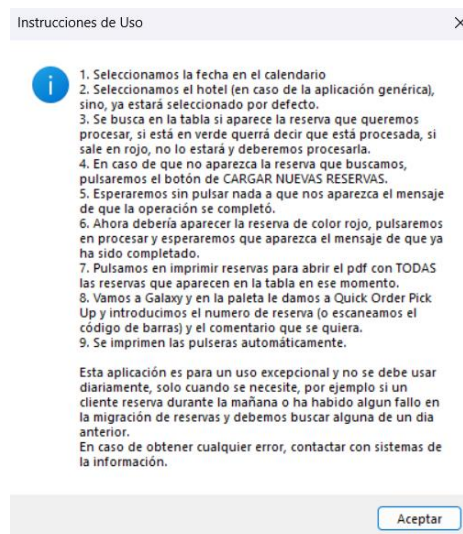 Instrucciones de Uso
1. Seleccionamos la fecha en el calendario
2. Seleccionamos el hotel (en caso de la aplicación genérica),
sino, ya estará seleccionado por defecto.
3. Se busca en la tabla si aparece la reserva que queremos
procesar, si está en verde querrá decir que está procesada, si
sale en rojo, no lo estará y deberemos procesarla.
4. En caso de que no aparezca la reserva que buscamos,
pulsaremos el botón de CARGAR NUEVAS RESERVAS.
5. Esperaremos sin pulsar nada a que nos aparezca el mensaje
de que la operación se completó.
6. Ahora debería aparecer la reserva de color rojo, pulsaremos
en procesar y esperaremos que aparezca el mensaje de que ya
ha sido completado.
7. Pulsamos en imprimir reservas para abrir el pdf con TODAS
las reservas que aparecen en la tabla en ese momento.
8. Vamos a Galaxy y en la paleta le damos a Quick Order Pick
Up y introducimos el numero de reserva (o escaneamos el
código de barras) y el comentario que se quiera.
9. Se imprimen las pulseras automáticamente.
Esta aplicación es para un uso excepcional y no se debe usar
diariamente, solo cuando se necesite, por ejemplo si un
cliente reserva durante la mañana o ha habido algun fallo en
la migración de reservas y debemos buscar alguna de un dia
anterior.
En caso de obtener cualquier error, contactar con sistemas de
la información.
Aceptar